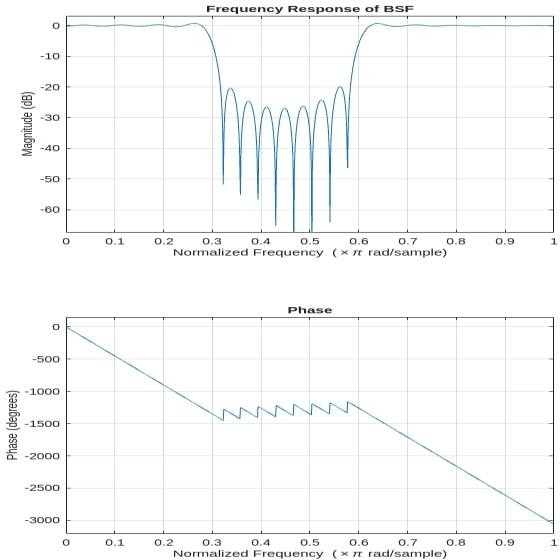 Frequency Response of BSF
0
-10
-20
-30
-40
-50
-60
Magnitude (dB)
0 0.1 0.2 0.3 0.4 0.5 0.6 0.7 0.8 0.9 1
Normalized Frequency (×π rad/sample)
Phase
0
-500
-1000
-1500
-2000
-2500
-3000
Phase (degrees)
0 0.1 0.2 0.3 0.4 0.5 0.6 0.7 0.8 0.9 1
Normalized Frequency (×π rad/sample)